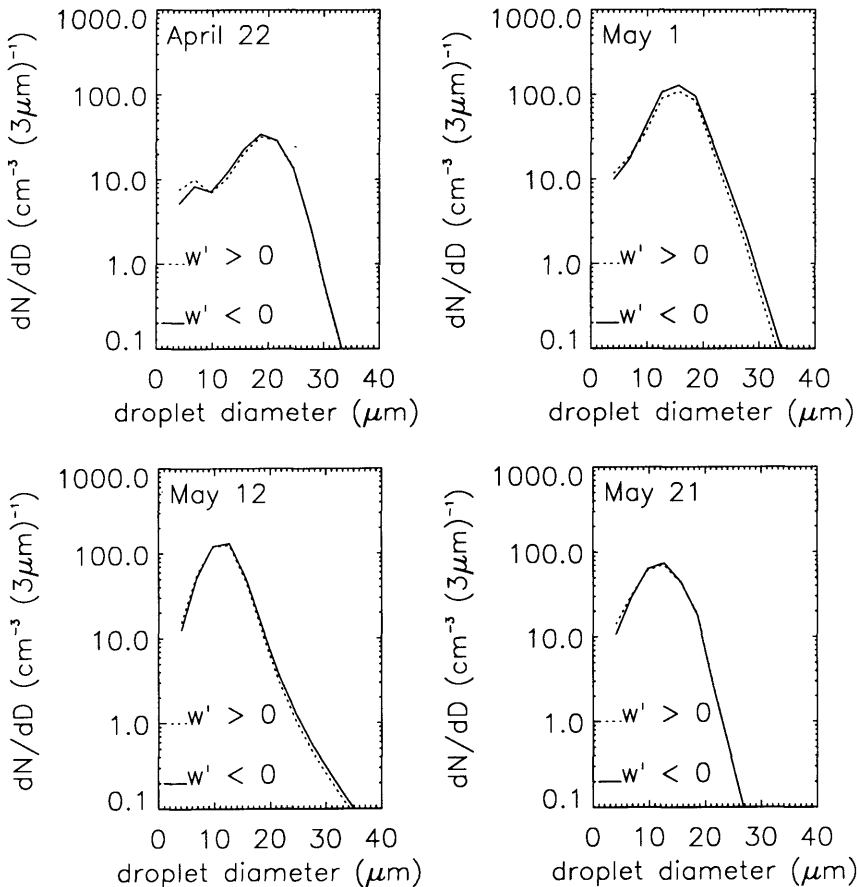 April 22
1000.0
100.0
10.0
1.0
0.1
dN/dD (cm⁻³ (3μm)⁻¹)
w' > 0
w' < 0
0 10 20 30 40
droplet diameter (μm)
May 1
1000.0
100.0
10.0
1.0
0.1
dN/dD (cm⁻³ (3μm)⁻¹)
w' > 0
w' < 0
0 10 20 30 40
droplet diameter (μm)
May 12
1000.0
100.0
10.0
1.0
0.1
dN/dD (cm⁻³ (3μm)⁻¹)
w' > 0
w' < 0
0 10 20 30 40
droplet diameter (μm)
May 21
1000.0
100.0
10.0
1.0
0.1
dN/dD (cm⁻³ (3μm)⁻¹)
w' > 0
w' < 0
0 10 20 30 40
droplet diameter (μm)